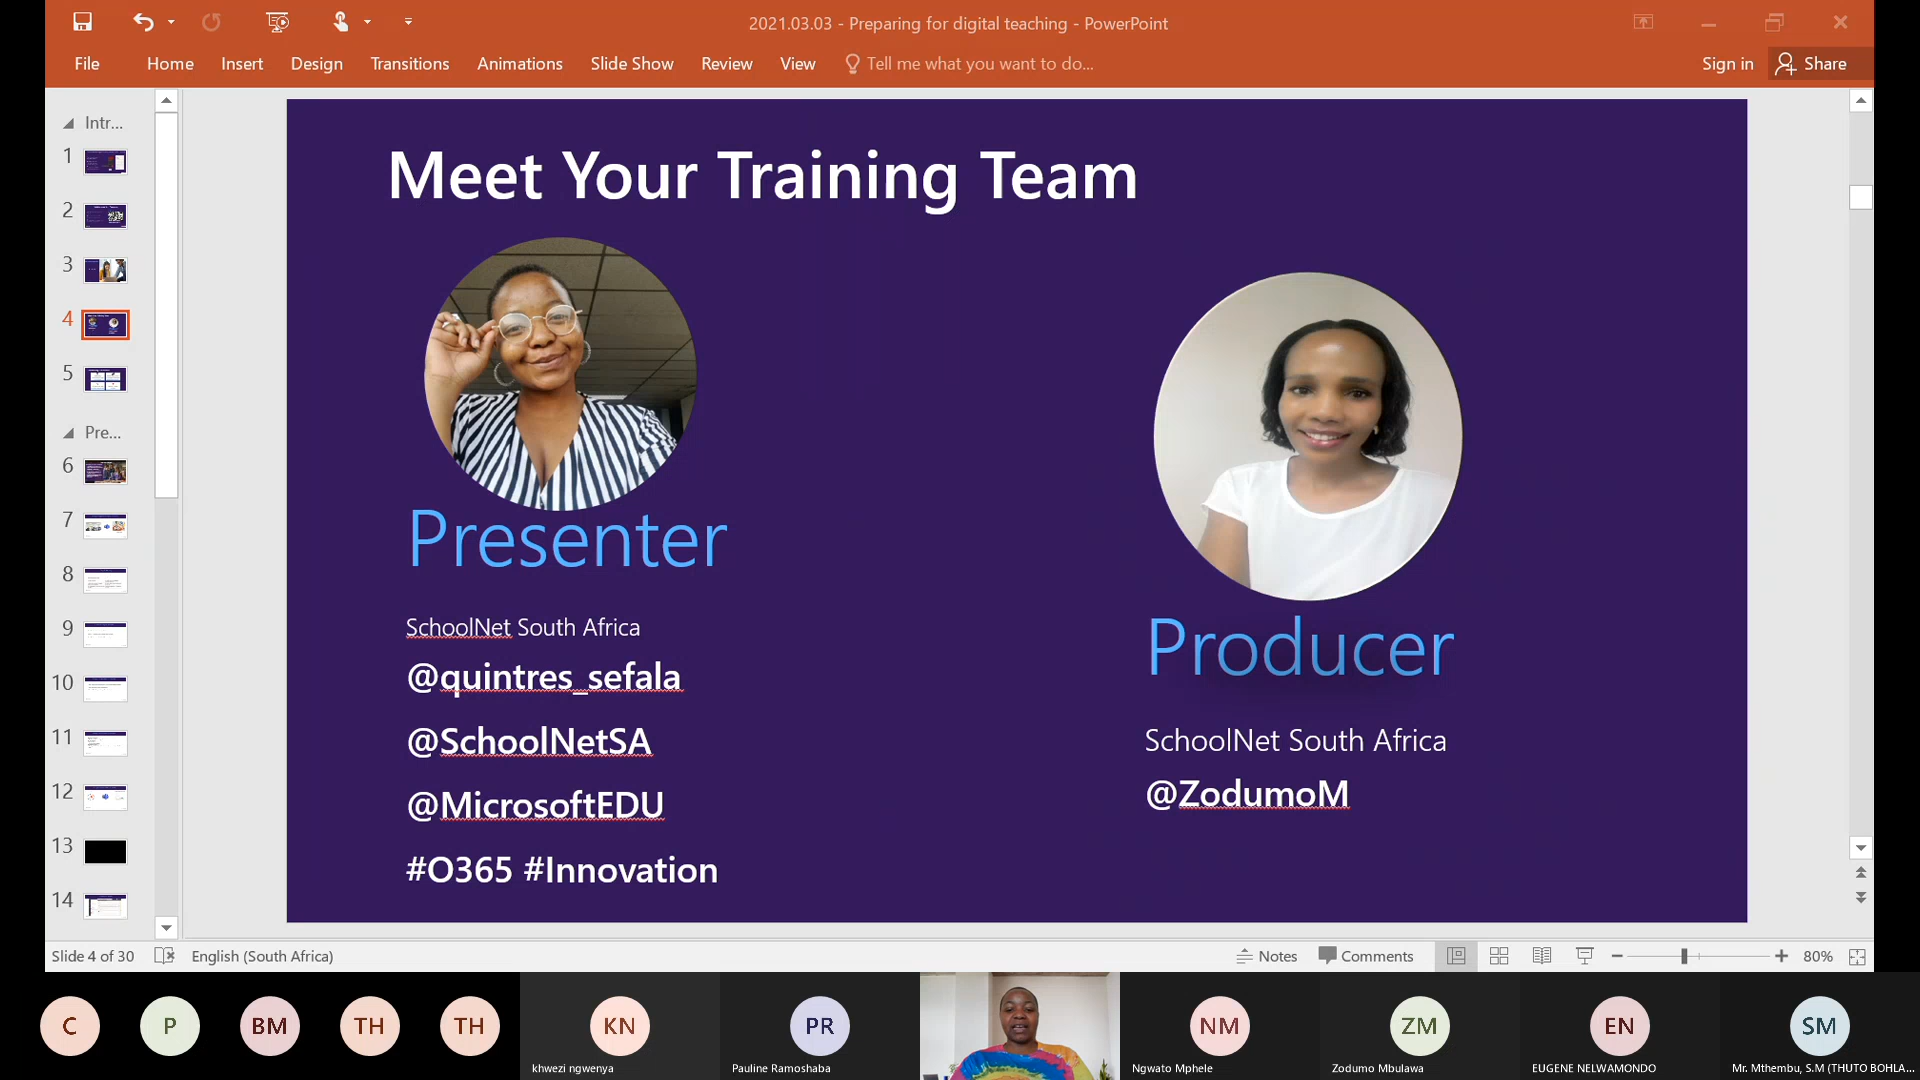 2021.03.03 - Preparing for digital teaching - PowerPoint
File Home Insert Design Transitions Animations Slide Show Review View Tell me what you want to do... Sign in Share
Intr...
1
2
3
4
5
Pre...
6
7
8
9
10
11
12
13
14
Meet Your Training Team
Presenter
SchoolNet South Africa
@quintres_sefala
@SchoolNetSA
@MicrosoftEDU
#O365 #Innovation
Producer
SchoolNet South Africa
@ZodumoM
Slide 4 of 30 English (South Africa) Notes Comments 80%
C P BM TH TH KN PR NM ZM EN SM
khwezi ngwenya Pauline Ramoshaba Ngwato Mphele Zodumo Mbulawa EUGENE NELWAMONDO Mr. Mthembu, S.M (THUTO BOHLA...